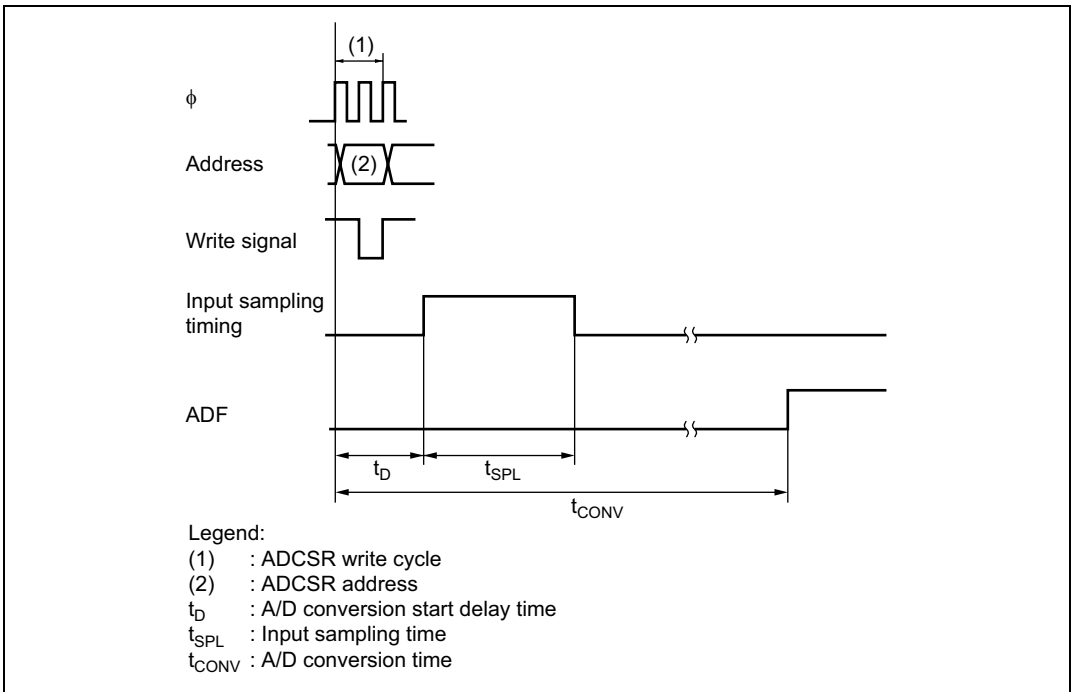 (1)
ϕ
Address
(2)
Write signal
Input sampling
timing
ADF
tD
tSPL
tCONV
Legend:
(1) : ADCSR write cycle
(2) : ADCSR address
tD : A/D conversion start delay time
tSPL : Input sampling time
tCONV : A/D conversion time